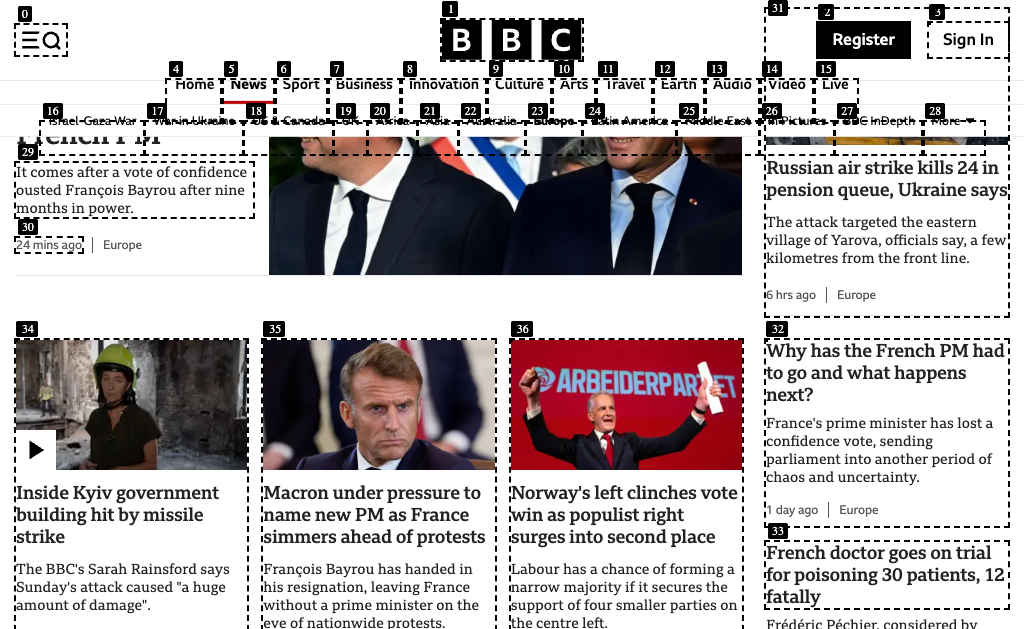 BBC
Register
Sign In
Home
News
Sport
Business
Innovation
Culture
Arts
Travel
Earth
Audio
Video
Live
Israel-Gaza War
War in Ukraine
US & Canada
UK
Africa
Asia
Australia
Europe
Latin America
Middle East
In Pictures
BBC InDepth
More
French PM
It comes after a vote of confidence
ousted François Bayrou after nine
months in power.
24 mins ago
Europe
Russian air strike kills 24 in
pension queue, Ukraine says
The attack targeted the eastern
village of Yarova, officials say, a few
kilometres from the front line.
6 hrs ago
Europe
Inside Kyiv government
building hit by missile
strike
The BBC's Sarah Rainsford says
Sunday's attack caused "a huge
amount of damage".
Macron under pressure to
name new PM as France
simmers ahead of protests
François Bayrou has handed in
his resignation, leaving France
without a prime minister on the
eve of nationwide protests.
ARBEIDERPARTIET
Norway's left clinches vote
win as populist right
surges into second place
Labour has a chance of forming a
narrow majority if it secures the
support of four smaller parties on
the centre left.
Why has the French PM had
to go and what happens
next?
France's prime minister has lost a
confidence vote, sending
parliament into another period of
chaos and uncertainty.
1 day ago
Europe
French doctor goes on trial
for poisoning 30 patients, 12
fatally
Frédéric Péchier, considered by
0
1
2
3
4
5
6
7
8
9
10
11
12
13
14
15
16
17
18
19
20
21
22
23
24
25
26
27
28
29
30
31
32
33
34
35
36